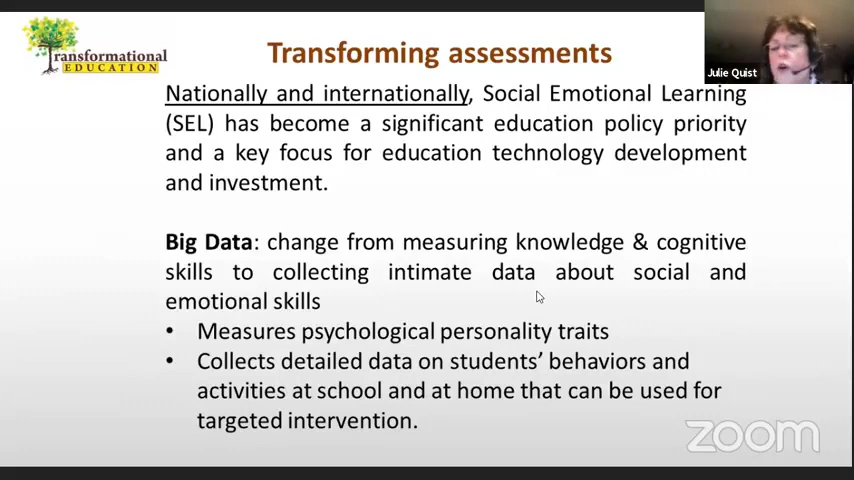 Transformational
EDUCATION
Transforming assessments
Julie Quist
Nationally and internationally, Social Emotional Learning
(SEL) has become a significant education policy priority
and a key focus for education technology development
and investment.
Big Data: change from measuring knowledge & cognitive
skills to collecting intimate data about social and
emotional skills
• Measures psychological personality traits
• Collects detailed data on students’ behaviors and
activities at school and at home that can be used for
targeted intervention.
zoom